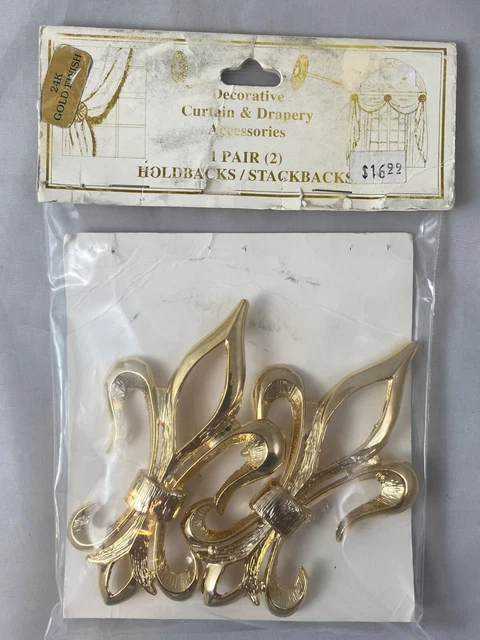 24K
GOLD FINISH
Decorative
Curtain & Drapery
Accessories
1 PAIR (2)
HOLDBACKS / STACKBACKS
$16.99